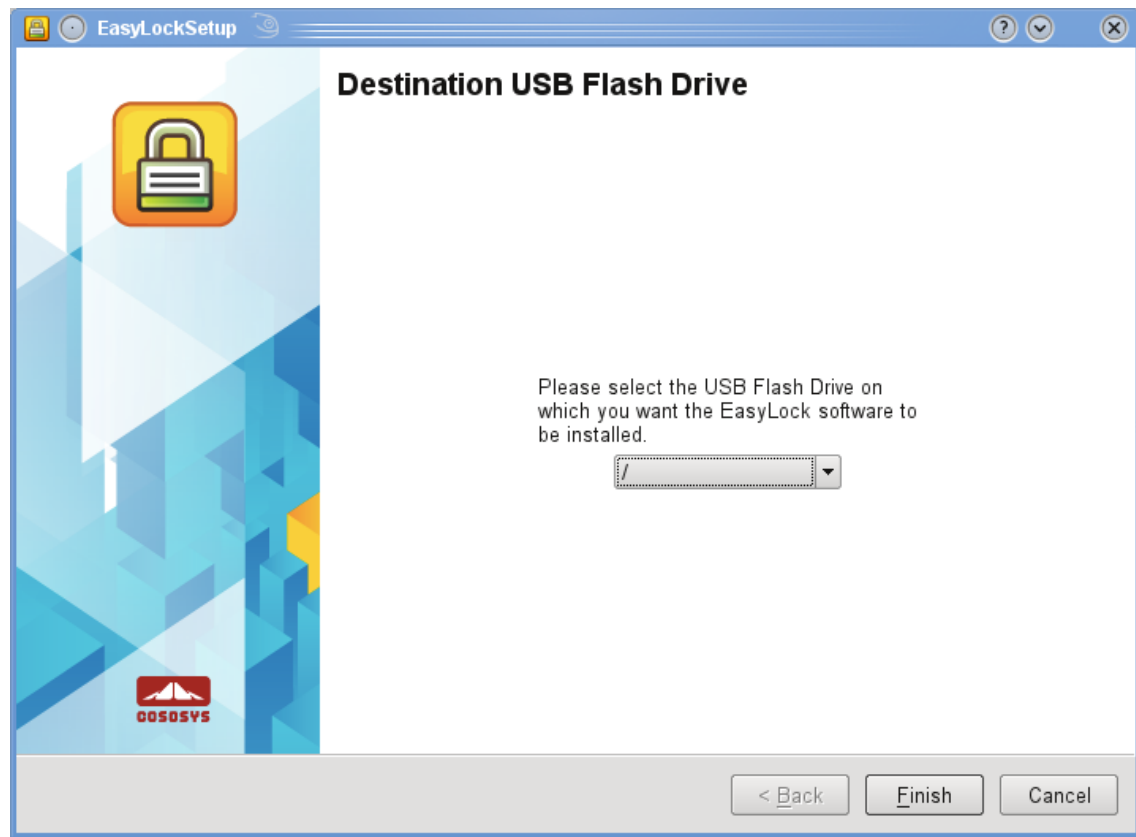 EasyLockSetup
Destination USB Flash Drive
Please select the USB Flash Drive on
which you want the EasyLock software to
be installed.
/
COSOSYS
< Back
Finish
Cancel